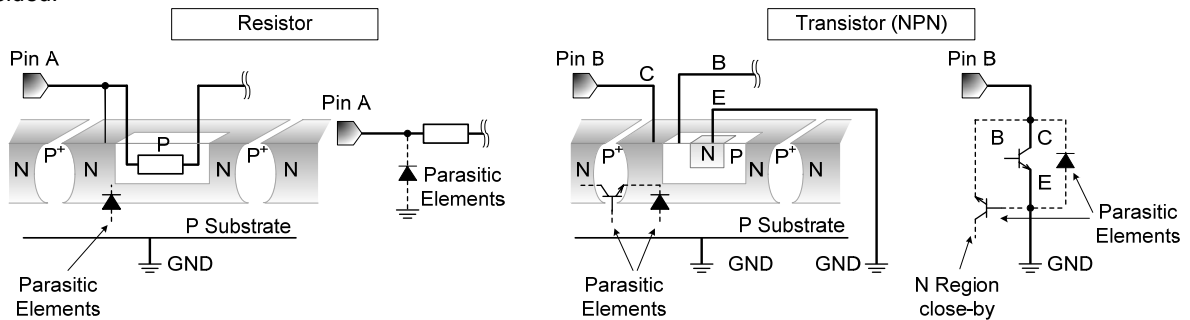 Resistor
Transistor (NPN)
Pin A
Pin A
N P+ N P N P+ N
Parasitic
Elements
P Substrate
GND
Parasitic
Elements
Pin B
C
B
E
N P+ N N P N P+ N
P Substrate
GND
GND
Parasitic
Elements
Pin B
B C
E
Parasitic
Elements
GND
N Region
close-by